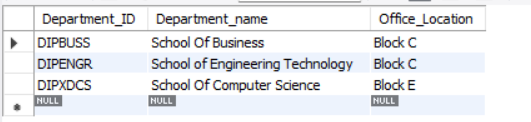 Department_ID Department_name Office_Location
DIPBUSS School Of Business Block C
DIPENGR School of Engineering Technology Block C
DIPXDCS School Of Computer Science Block E
NULL NULL NULL